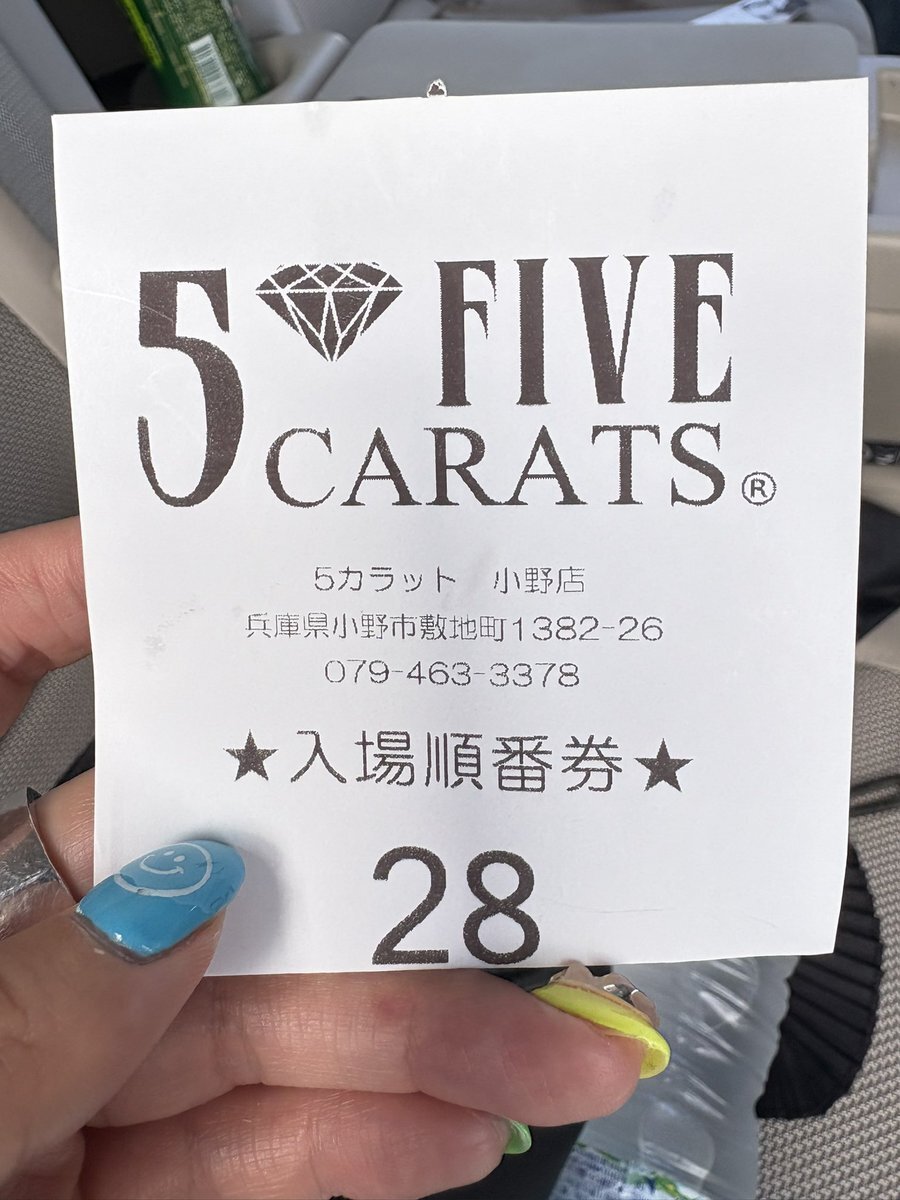 5 FIVE
CARATS®
5カラット 小野店
兵庫県小野市敷地町1382-26
079-463-3378
★入場順番券★
28